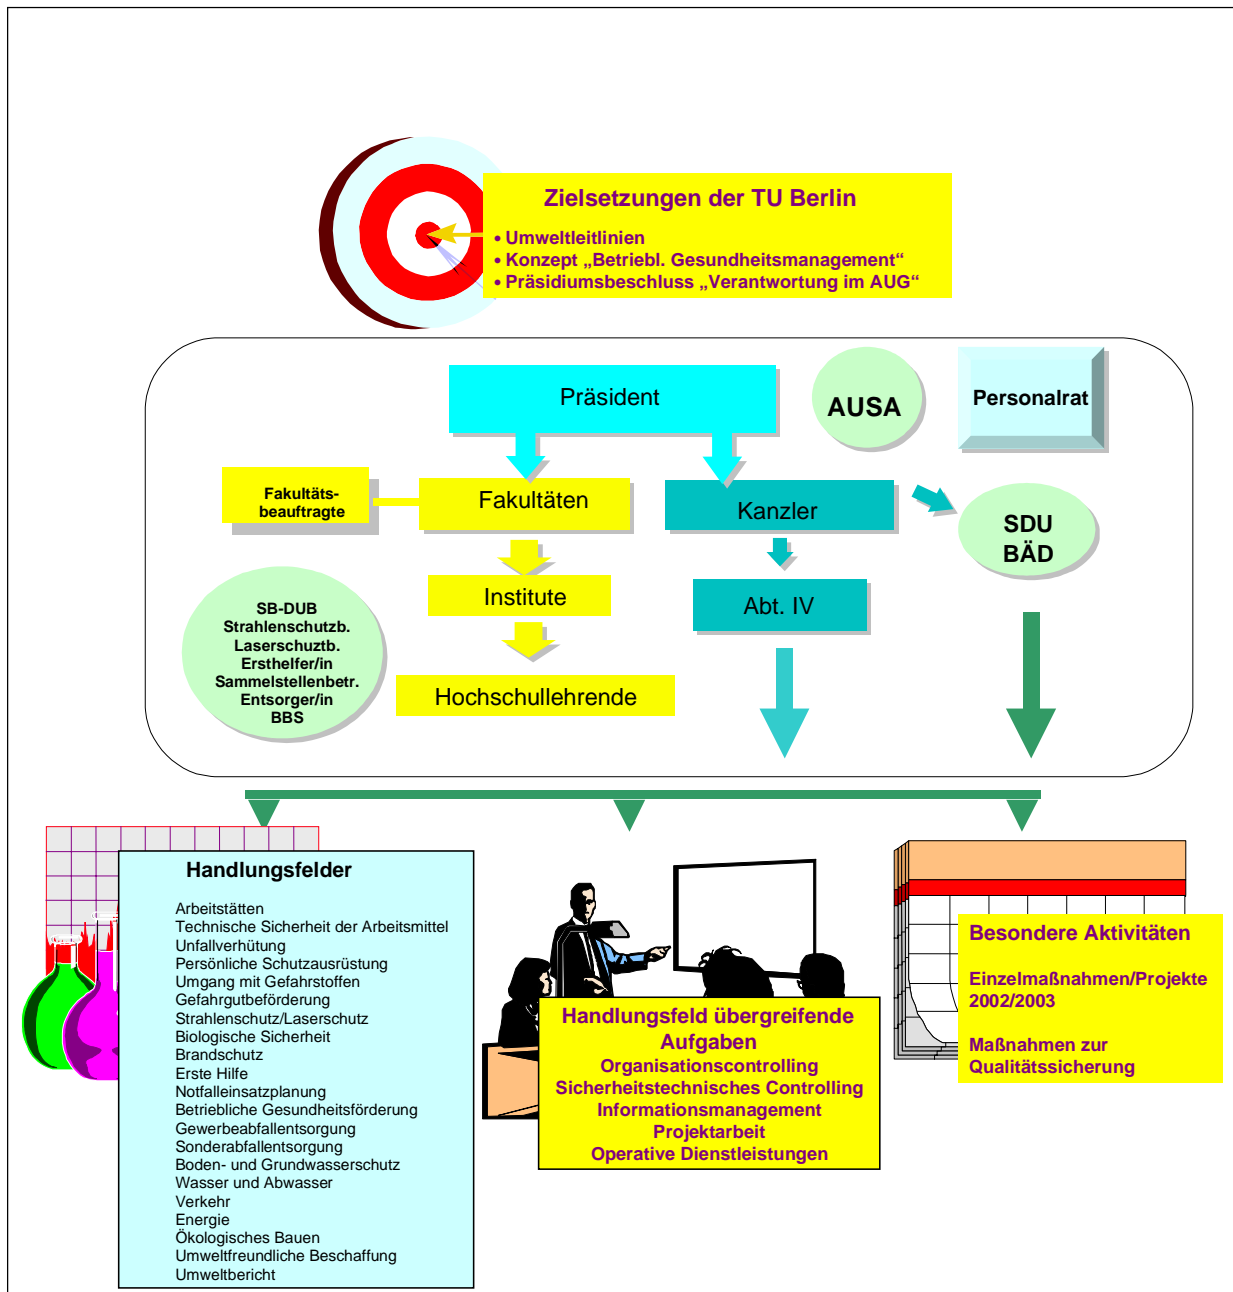 Zielsetzungen der TU Berlin
• Umweltleitlinien
• Konzept „Betriebl. Gesundheitsmanagement“
• Präsidiumsbeschluss „Verantwortung im AUG“
Präsident
AUSA
Personalrat
Fakultäts-
beauftragte
Fakultäten
Kanzler
SDU
BÄD
Institute
Abt. IV
SB-DUB
Strahlenschutzb.
Laserschuztb.
Ersthelfer/in
Sammelstellenbetr.
Entsorger/in
BBS
Hochschullehrende
Handlungsfelder
Arbeitstätten
Technische Sicherheit der Arbeitsmittel
Unfallverhütung
Persönliche Schutzausrüstung
Umgang mit Gefahrstoffen
Gefahrgutbeförderung
Strahlenschutz/Laserschutz
Biologische Sicherheit
Brandschutz
Erste Hilfe
Notfalleinsatzplanung
Betriebliche Gesundheitsförderung
Gewerbeabfallentsorgung
Sonderabfallentsorgung
Boden- und Grundwasserschutz
Wasser und Abwasser
Verkehr
Energie
Ökologisches Bauen
Umweltfreundliche Beschaffung
Umweltbericht
Handlungsfeld übergreifende
Aufgaben
Organisationscontrolling
Sicherheitstechnisches Controlling
Informationsmanagement
Projektarbeit
Operative Dienstleistungen
Besondere Aktivitäten
Einzelmaßnahmen/Projekte
2002/2003
Maßnahmen zur
Qualitätssicherung